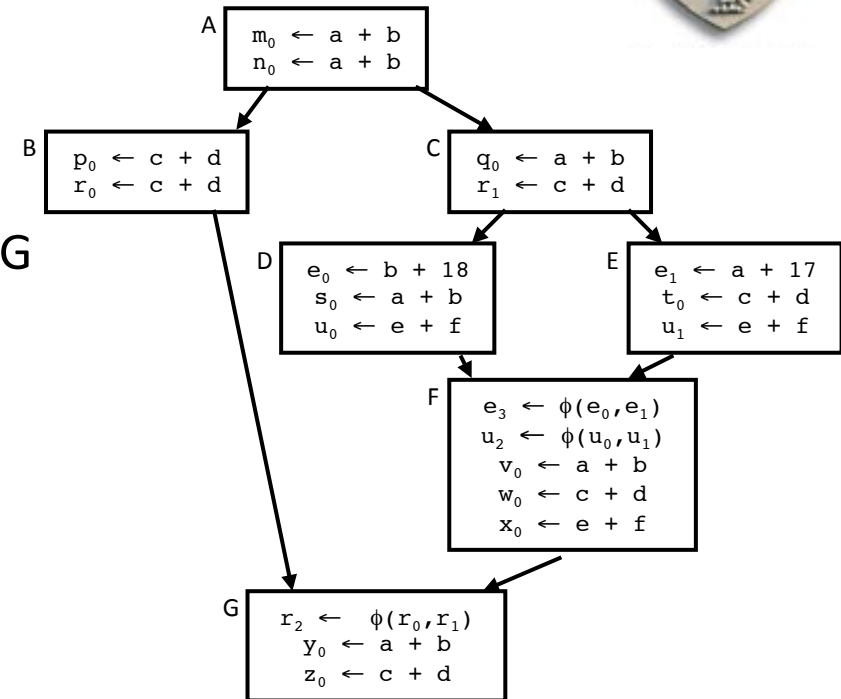 A
m₀ ← a + b
n₀ ← a + b
B
p₀ ← c + d
r₀ ← c + d
C
q₀ ← a + b
r₁ ← c + d
G
D
e₀ ← b + 18
s₀ ← a + b
u₀ ← e + f
E
e₁ ← a + 17
t₀ ← c + d
u₁ ← e + f
F
e₃ ← ϕ(e₀,e₁)
u₂ ← ϕ(u₀,u₁)
v₀ ← a + b
w₀ ← c + d
x₀ ← e + f
G
r₂ ← ϕ(r₀,r₁)
y₀ ← a + b
z₀ ← c + d